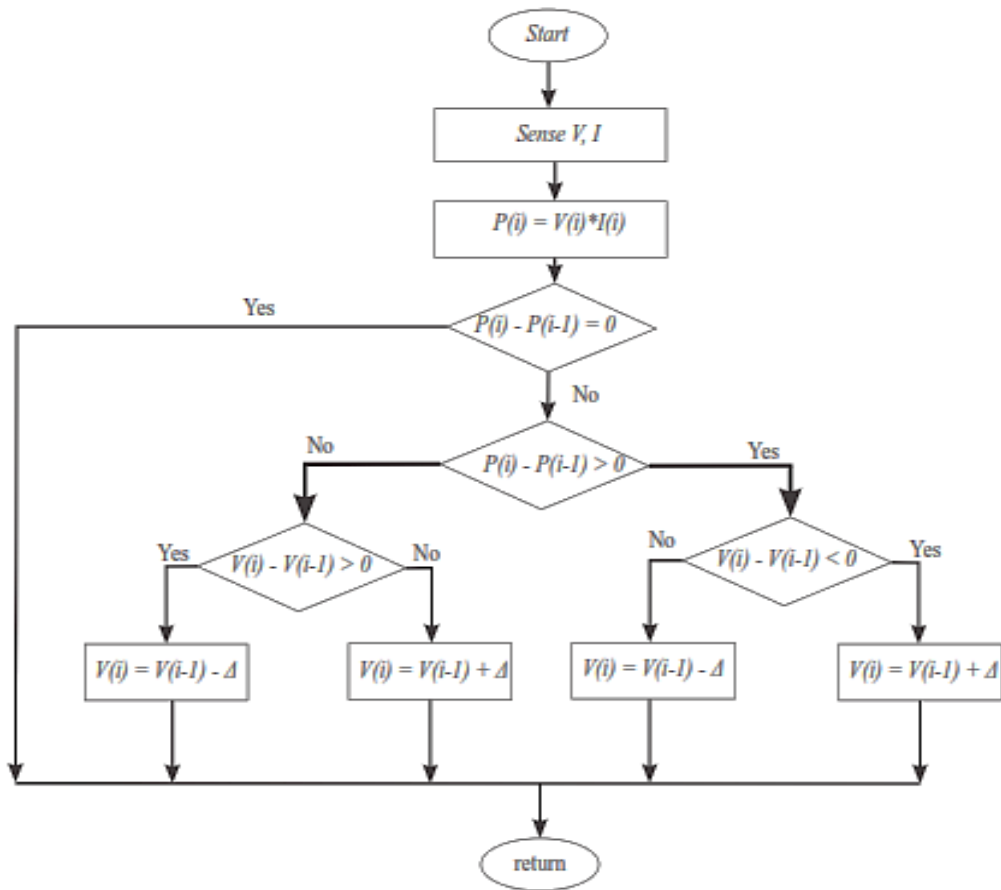 Start
Sense V, I
P(i) = V(i)*I(i)
Yes
P(i) - P(i-1) = 0
No
No
P(i) - P(i-1) > 0
Yes
Yes
V(i) - V(i-1) > 0
No
No
V(i) - V(i-1) < 0
Yes
V(i) = V(i-1) - Δ
V(i) = V(i-1) + Δ
V(i) = V(i-1) - Δ
V(i) = V(i-1) + Δ
return